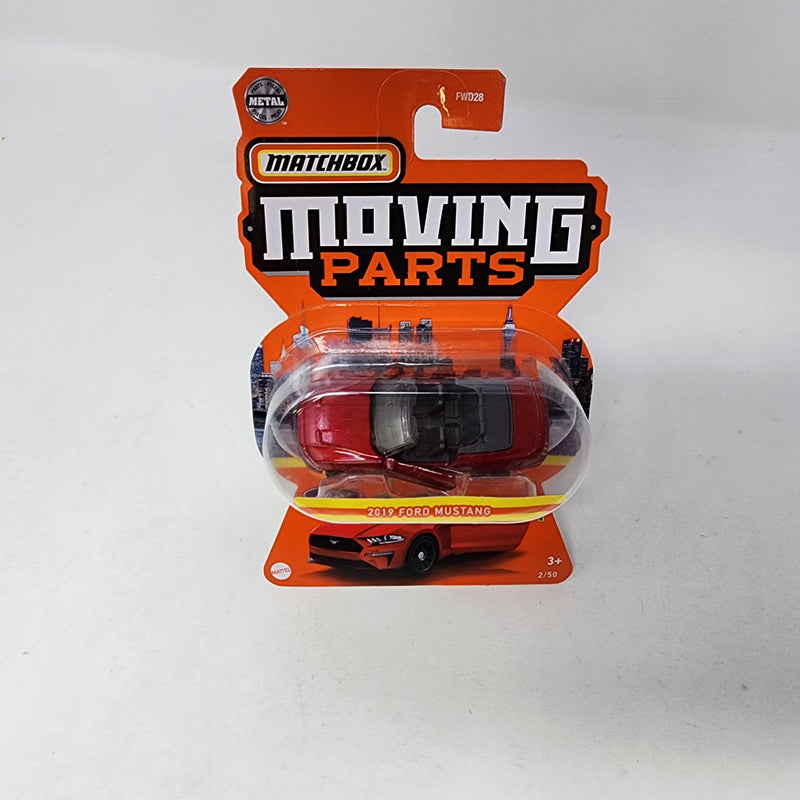 FWD28
METAL
MATCHBOX
MOVING
PARTS
2019 FORD MUSTANG
MATTEL
3+
2/50